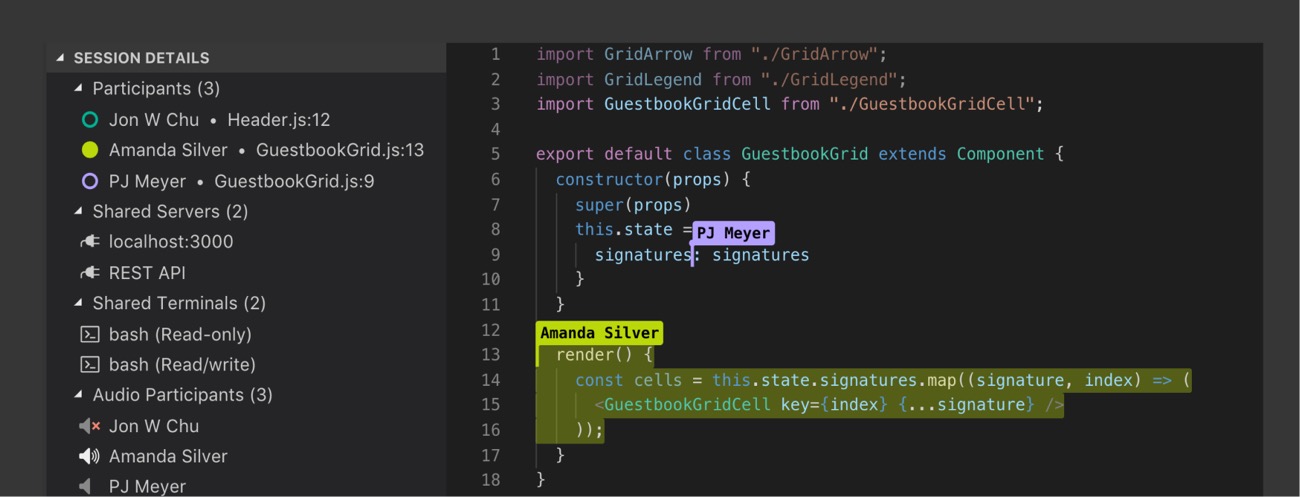 SESSION DETAILS
Participants (3)
Jon W Chu • Header.js:12
Amanda Silver • GuestbookGrid.js:13
PJ Meyer • GuestbookGrid.js:9
Shared Servers (2)
localhost:3000
REST API
Shared Terminals (2)
bash (Read-only)
bash (Read/write)
Audio Participants (3)
Jon W Chu
Amanda Silver
PJ Meyer
1 import GridArrow from "./GridArrow";
2 import GridLegend from "./GridLegend";
3 import GuestbookGridCell from "./GuestbookGridCell";
4
5 export default class GuestbookGrid extends Component {
6 constructor(props) {
7 super(props)
8 this.state =
PJ Meyer
9 signatures: signatures
10 }
11 }
12
Amanda Silver
13 render() {
14 const cells = this.state.signatures.map((signature, index) => (
15 <GuestbookGridCell key={index} {...signature} />
16 ));
17 }
18 }